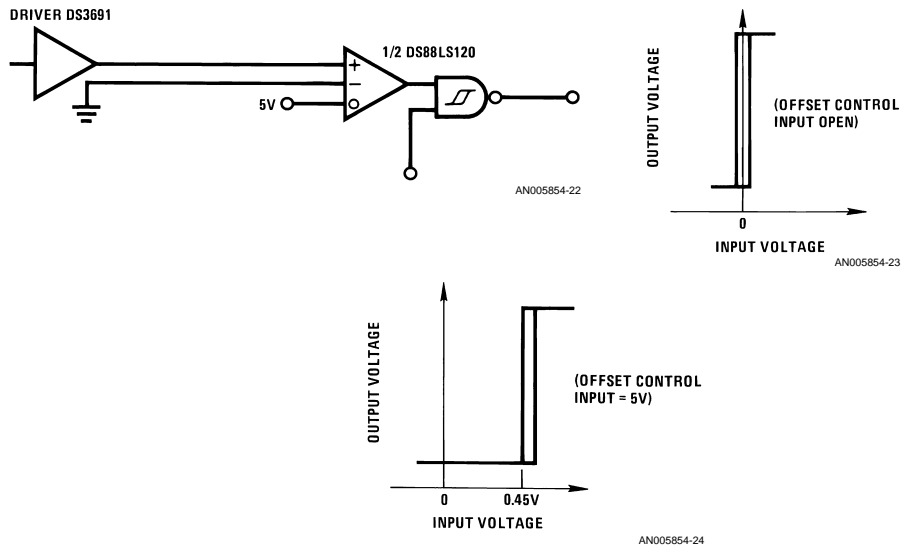 DRIVER DS3691
1/2 DS88LS120
+
−
5V
AN005854-22
OUTPUT VOLTAGE
(OFFSET CONTROL
INPUT OPEN)
0
INPUT VOLTAGE
AN005854-23
OUTPUT VOLTAGE
(OFFSET CONTROL
INPUT = 5V)
0 0.45V
INPUT VOLTAGE
AN005854-24